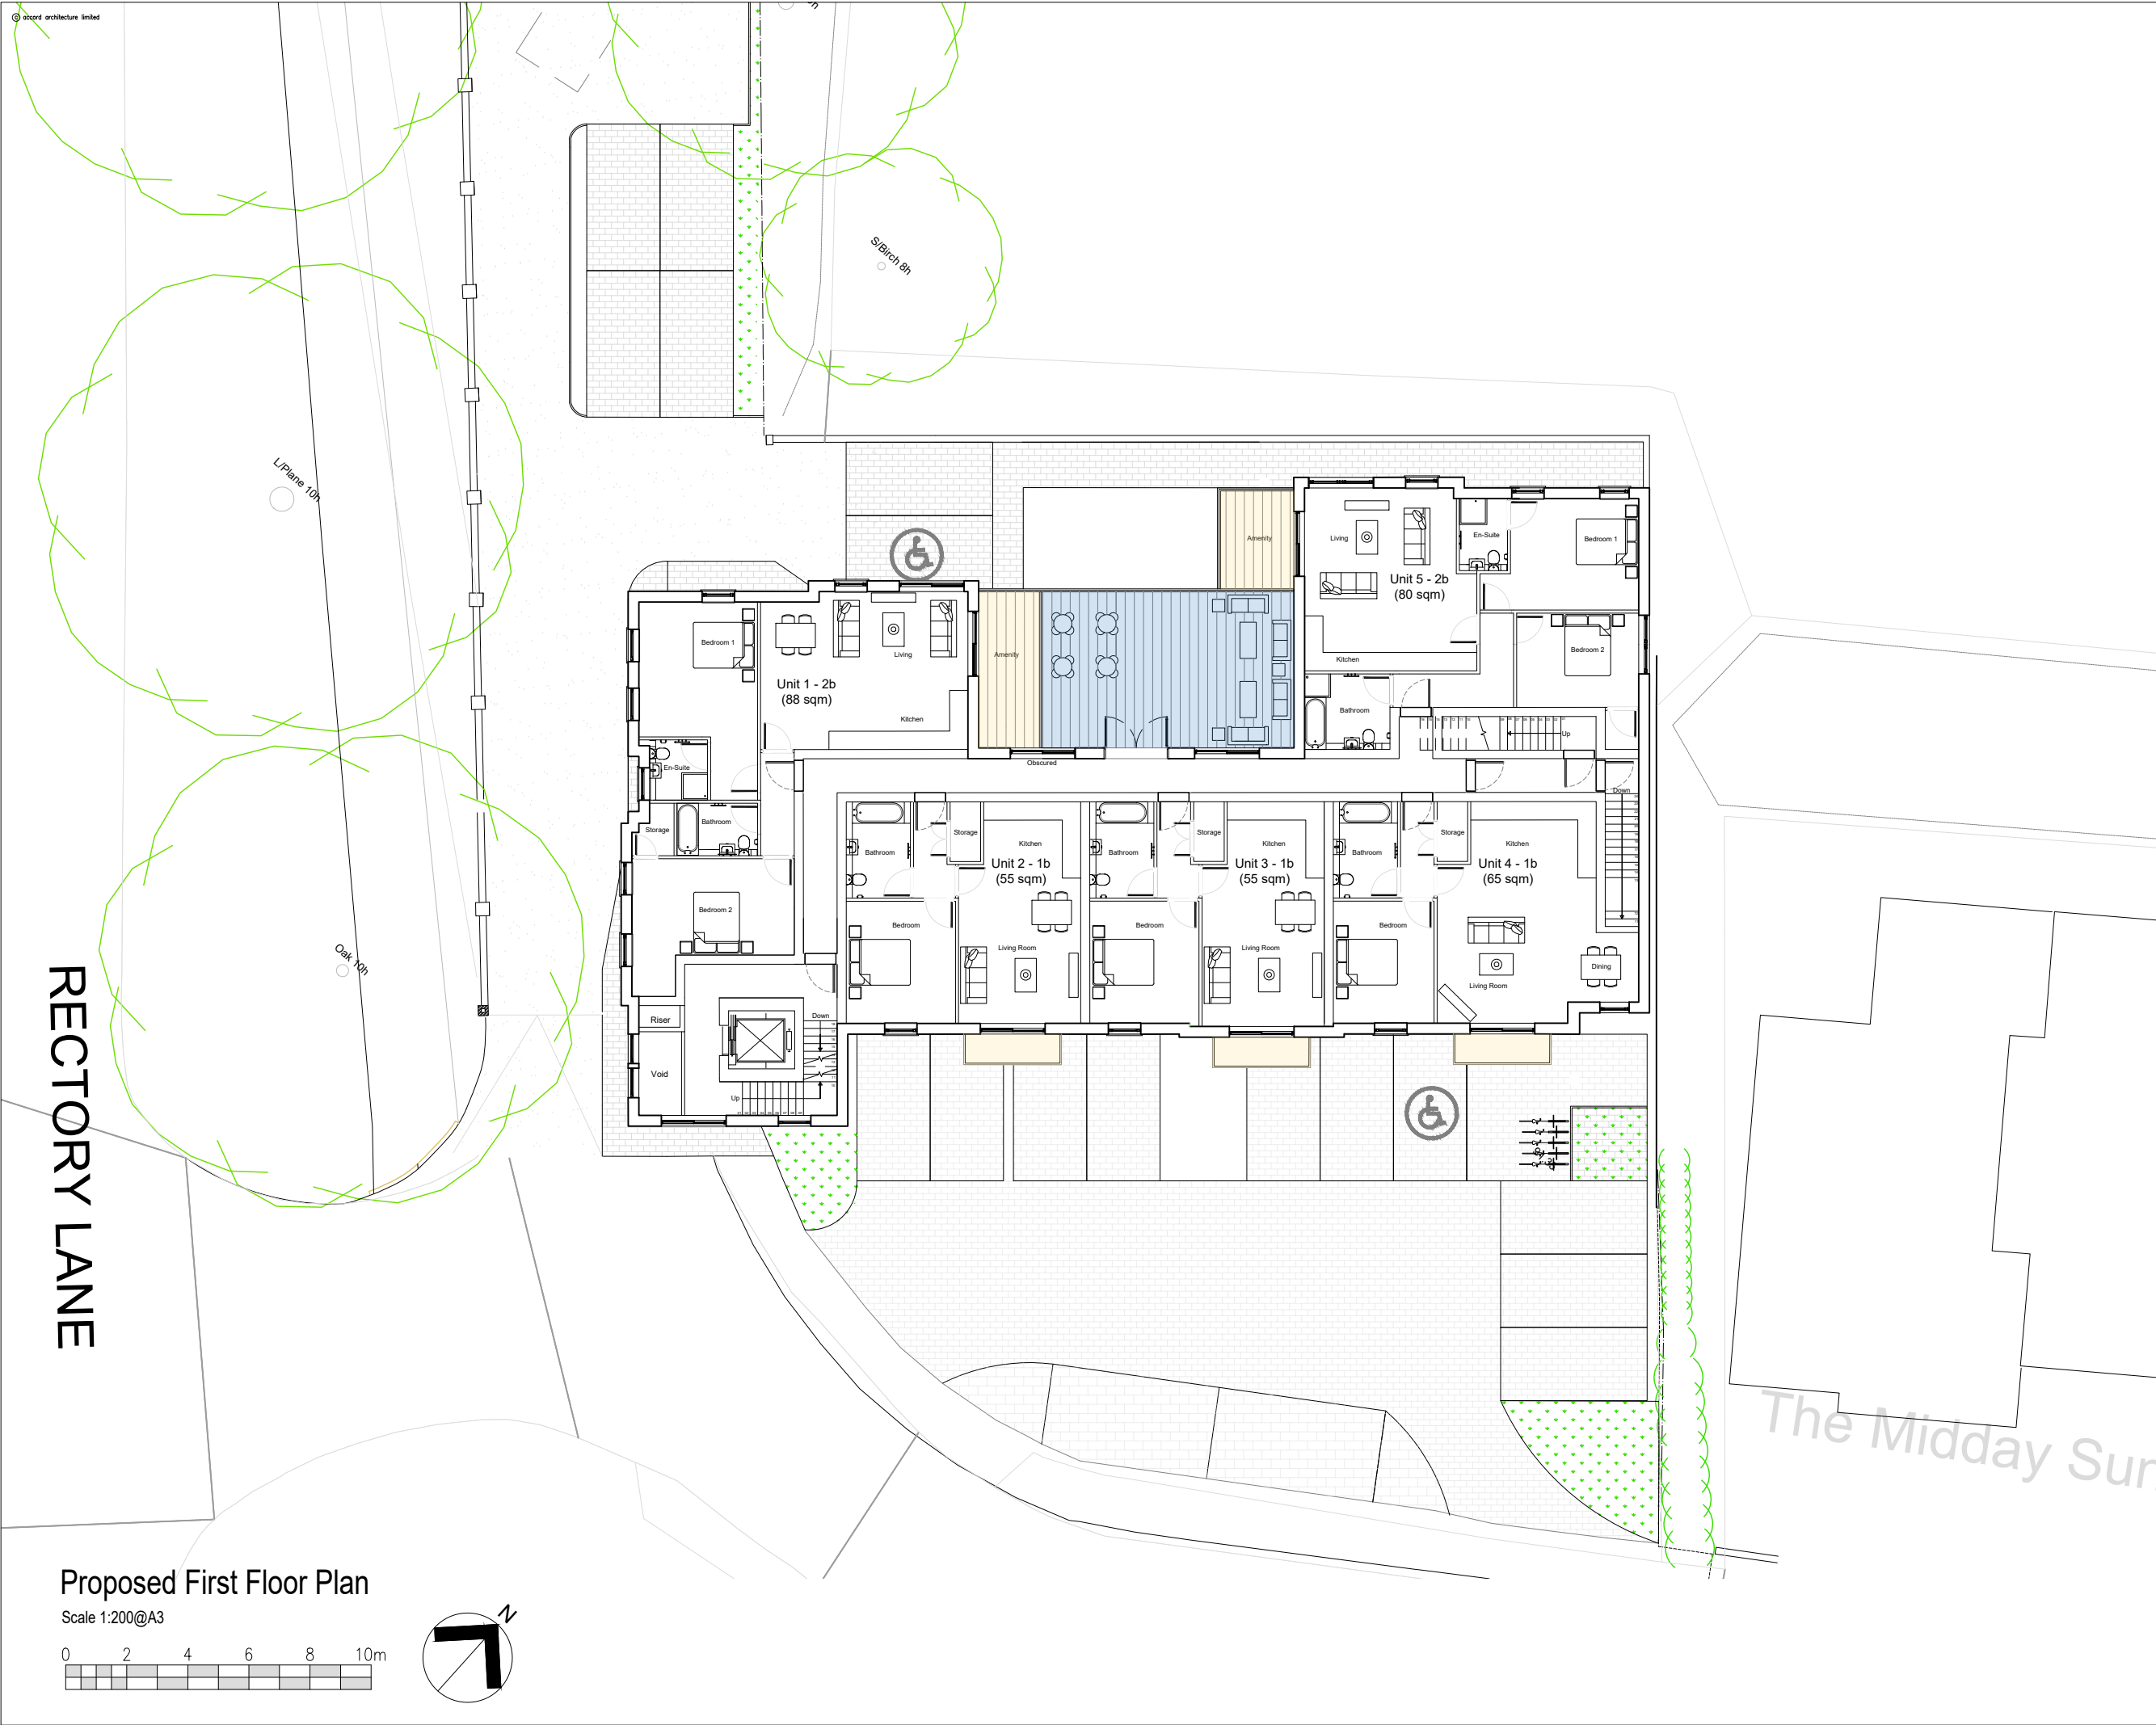 © accord architecture limited
S/Birch 8h
L/Plane 10h
Oak 10h
RECTORY LANE
Amenity
Living
En-Suite
Bedroom 1
Unit 5 - 2b
(80 sqm)
Kitchen
Bedroom 2
Bathroom
Up
Down
Bedroom 1
Living
Amenity
Unit 1 - 2b
(88 sqm)
Kitchen
En-Suite
Obscured
Storage
Bathroom
Bedroom 2
Riser
Void
Down
Up
Bathroom
Storage
Kitchen
Unit 2 - 1b
(55 sqm)
Bedroom
Living Room
Bathroom
Storage
Kitchen
Unit 3 - 1b
(55 sqm)
Bedroom
Living Room
Bathroom
Storage
Kitchen
Unit 4 - 1b
(65 sqm)
Bedroom
Dining
Living Room
The Midday Sun
Proposed First Floor Plan
Scale 1:200@A3
0 2 4 6 8 10m
N